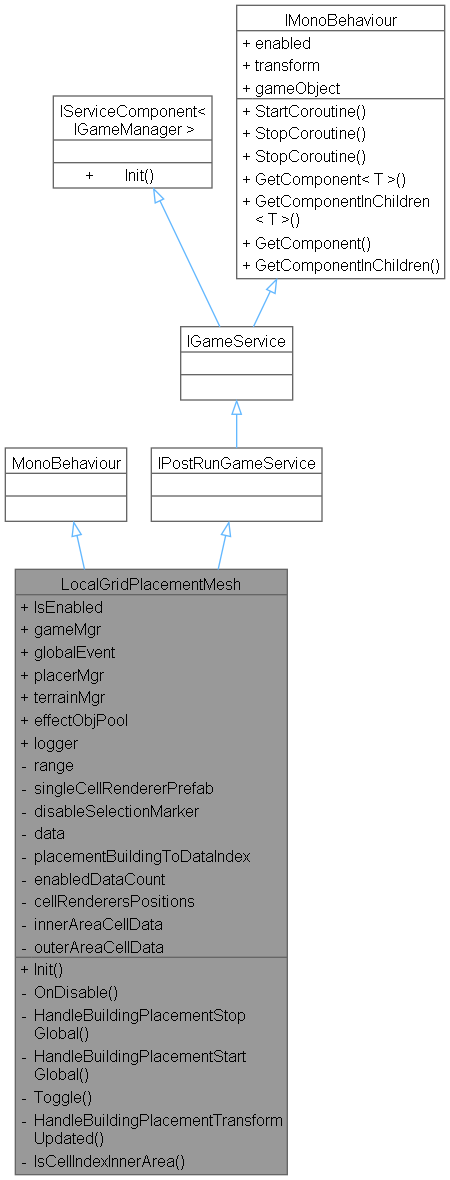 IMonoBehaviour
+ enabled
+ transform
+ gameObject
+ StartCoroutine()
+ StopCoroutine()
+ StopCoroutine()
+ GetComponent< T >()
+ GetComponentInChildren
< T >()
+ GetComponent()
+ GetComponentInChildren()
IServiceComponent<
IGameManager >
+ Init()
IGameService
MonoBehaviour
IPostRunGameService
LocalGridPlacementMesh
+ IsEnabled
+ gameMgr
+ globalEvent
+ placerMgr
+ terrainMgr
+ effectObjPool
+ logger
- range
- singleCellRendererPrefab
- disableSelectionMarker
- data
- placementBuildingToDataIndex
- enabledDataCount
- cellRenderersPositions
- innerAreaCellData
- outerAreaCellData
+ Init()
- OnDisable()
- HandleBuildingPlacementStop
Global()
- HandleBuildingPlacementStart
Global()
- Toggle()
- HandleBuildingPlacementTransform
Updated()
- IsCellIndexInnerArea()